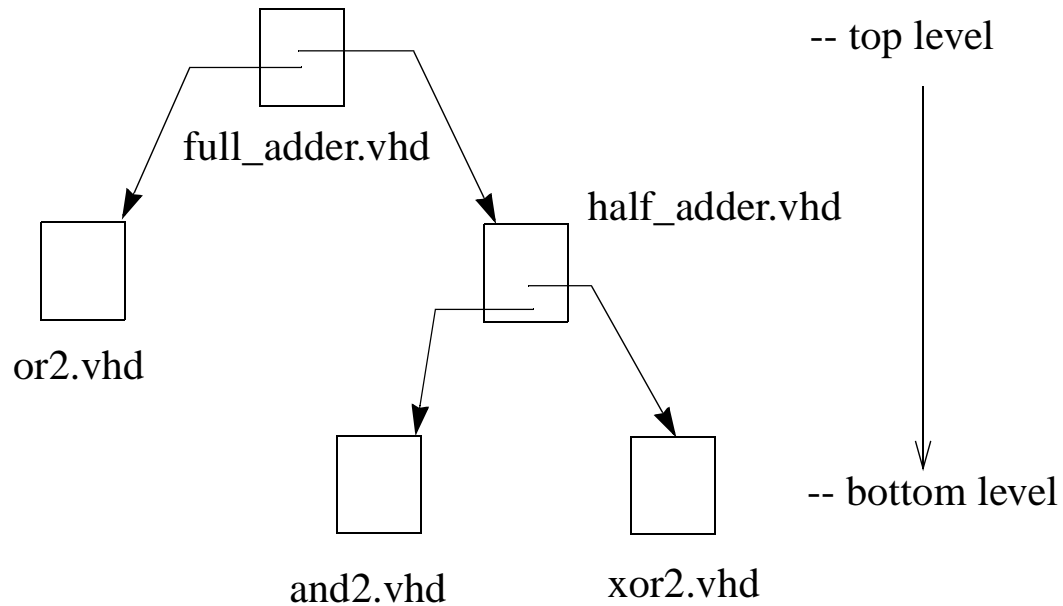 -- top level
full_adder.vhd
half_adder.vhd
or2.vhd
-- bottom level
and2.vhd
xor2.vhd